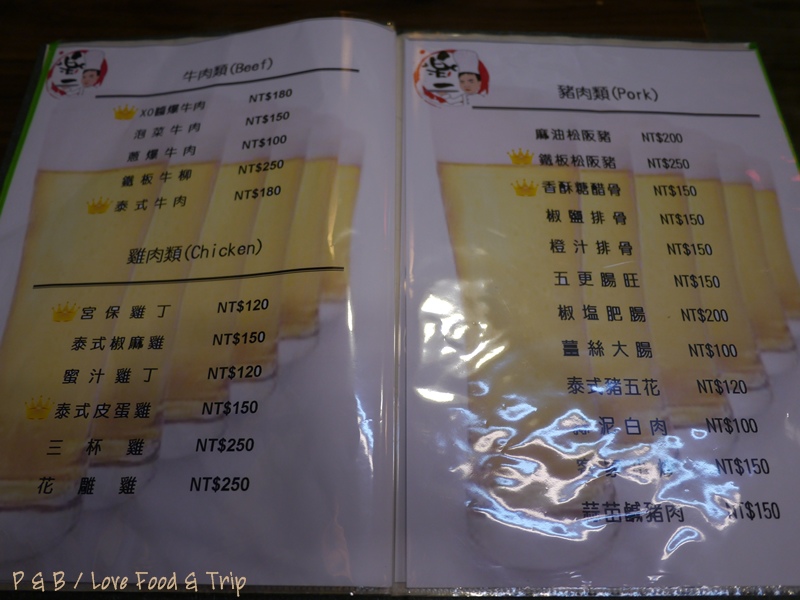 牛肉類(Beef)
XO醬爆牛肉 NT$180
泡菜牛肉 NT$150
蔥爆牛肉 NT$100
鐵板牛柳 NT$250
泰式牛肉 NT$180
雞肉類(Chicken)
宮保雞丁 NT$120
泰式椒麻雞 NT$150
蜜汁雞丁 NT$120
泰式皮蛋雞 NT$150
三杯雞 NT$250
花雕雞 NT$250
豬肉類(Pork)
麻油松阪豬 NT$200
鐵板松阪豬 NT$250
香酥糖醋骨 NT$150
椒鹽排骨 NT$150
橙汁排骨 NT$150
五更腸旺 NT$150
椒塩肥腸 NT$200
薑絲大腸 NT$100
泰式豬五花 NT$120
泥白肉 NT$100
NT$150
蒜苗鹹豬肉 NT$150
P & B / Love Food & Trip